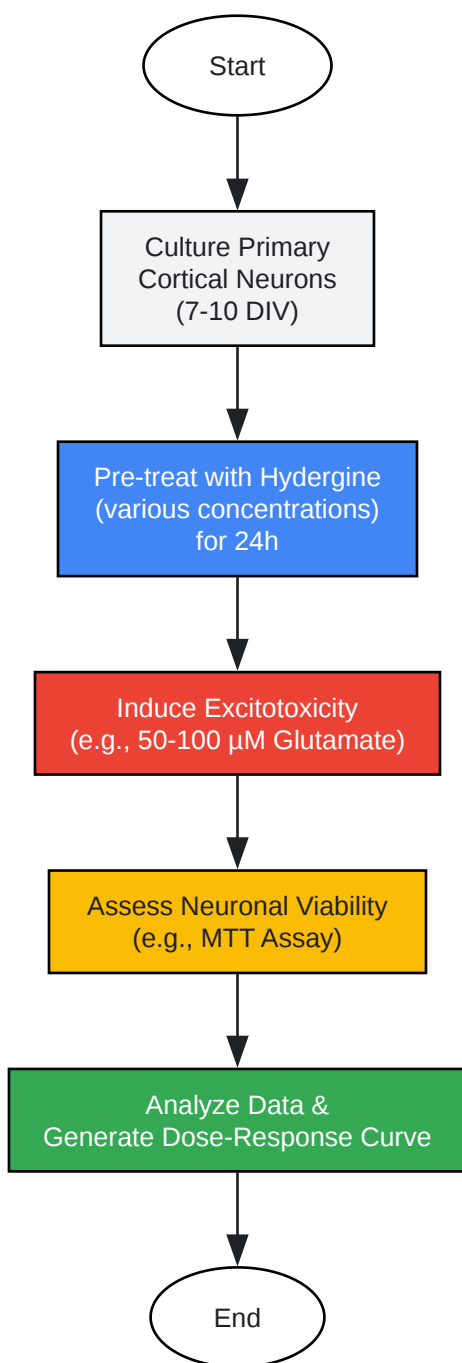 Start
Culture Primary
Cortical Neurons
(7-10 DIV)
Pre-treat with Hydergine
(various concentrations)
for 24h
Induce Excitotoxicity
(e.g., 50-100 µM Glutamate)
Assess Neuronal Viability
(e.g., MTT Assay)
Analyze Data &
Generate Dose-Response Curve
End